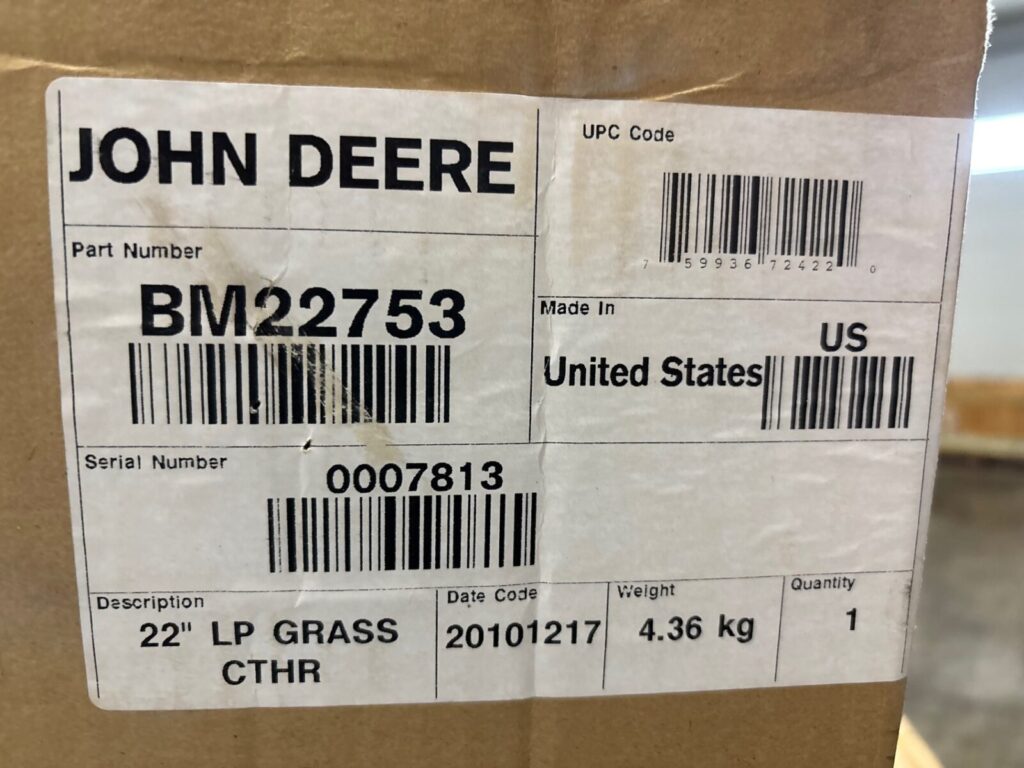 JOHN DEERE
UPC Code
7 59936 72422 0
Part Number
BM22753
Made In
United States
US
Serial Number
0007813
Description
22" LP GRASS
CTHR
Date Code
20101217
Weight
4.36 kg
Quantity
1